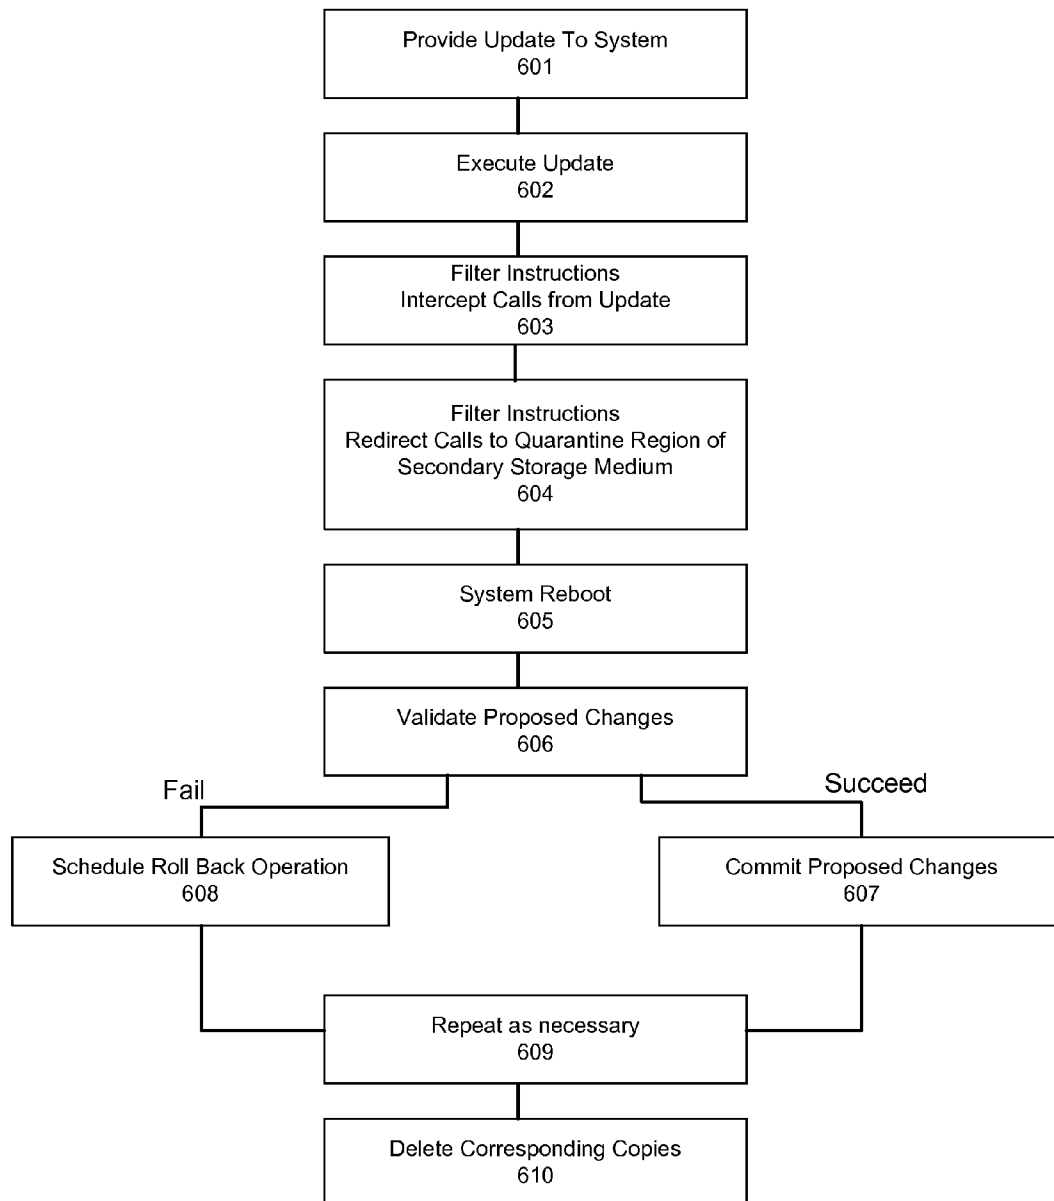 Provide Update To System
601
Execute Update
602
Filter Instructions
Intercept Calls from Update
603
Filter Instructions
Redirect Calls to Quarantine Region of
Secondary Storage Medium
604
System Reboot
605
Validate Proposed Changes
606
Fail
Succeed
Schedule Roll Back Operation
608
Commit Proposed Changes
607
Repeat as necessary
609
Delete Corresponding Copies
610